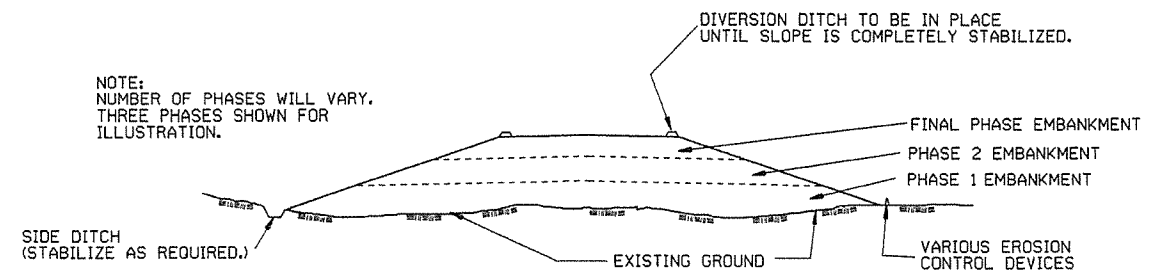 DIVERSION DITCH TO BE IN PLACE
UNTIL SLOPE IS COMPLETELY STABILIZED.
NOTE:
NUMBER OF PHASES WILL VARY.
THREE PHASES SHOWN FOR
ILLUSTRATION.
FINAL PHASE EMBANKMENT
PHASE 2 EMBANKMENT
PHASE 1 EMBANKMENT
SIDE DITCH
(STABILIZE AS REQUIRED.)
EXISTING GROUND
VARIOUS EROSION
CONTROL DEVICES